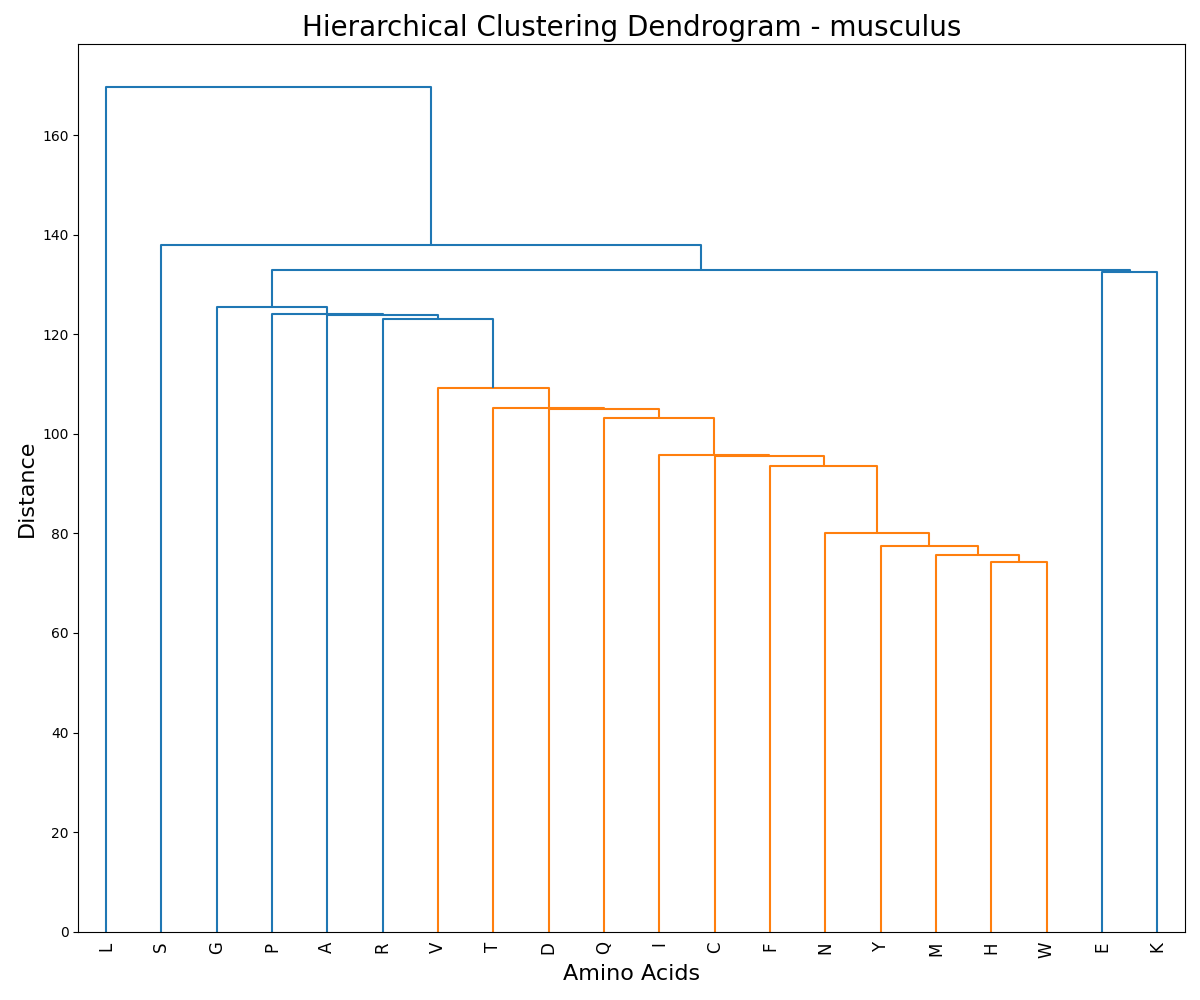 Hierarchical Clustering Dendrogram - musculus
160
140
120
100
80
60
40
20
0
Distance
L S G P A R V T D Q I C F N Y M H W E K
Amino Acids